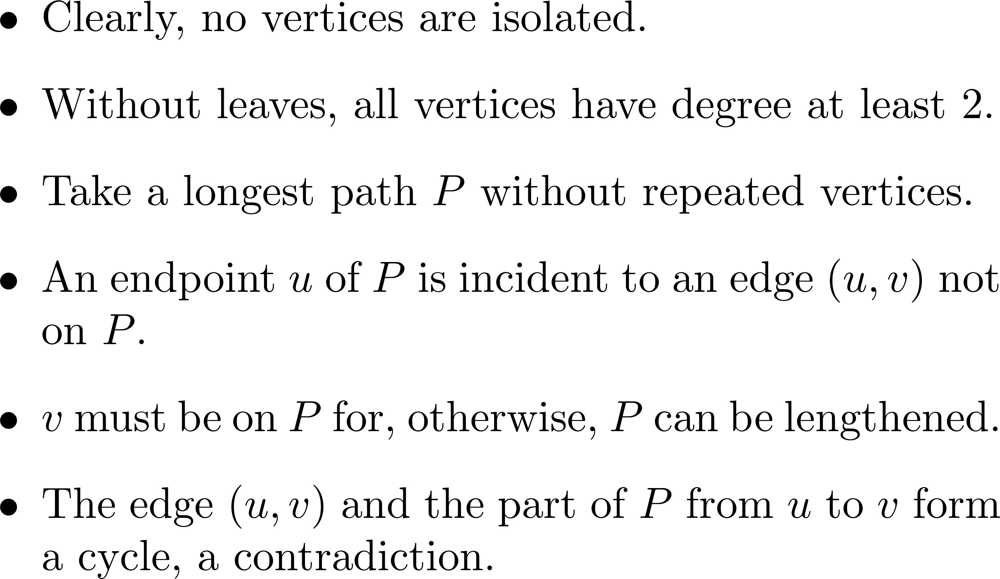 • Clearly, no vertices are isolated.
• Without leaves, all vertices have degree at least 2.
• Take a longest path P without repeated vertices.
• An endpoint u of P is incident to an edge (u, v) not
on P.
• v must be on P for, otherwise, P can be lengthened.
• The edge (u, v) and the part of P from u to v form
a cycle, a contradiction.